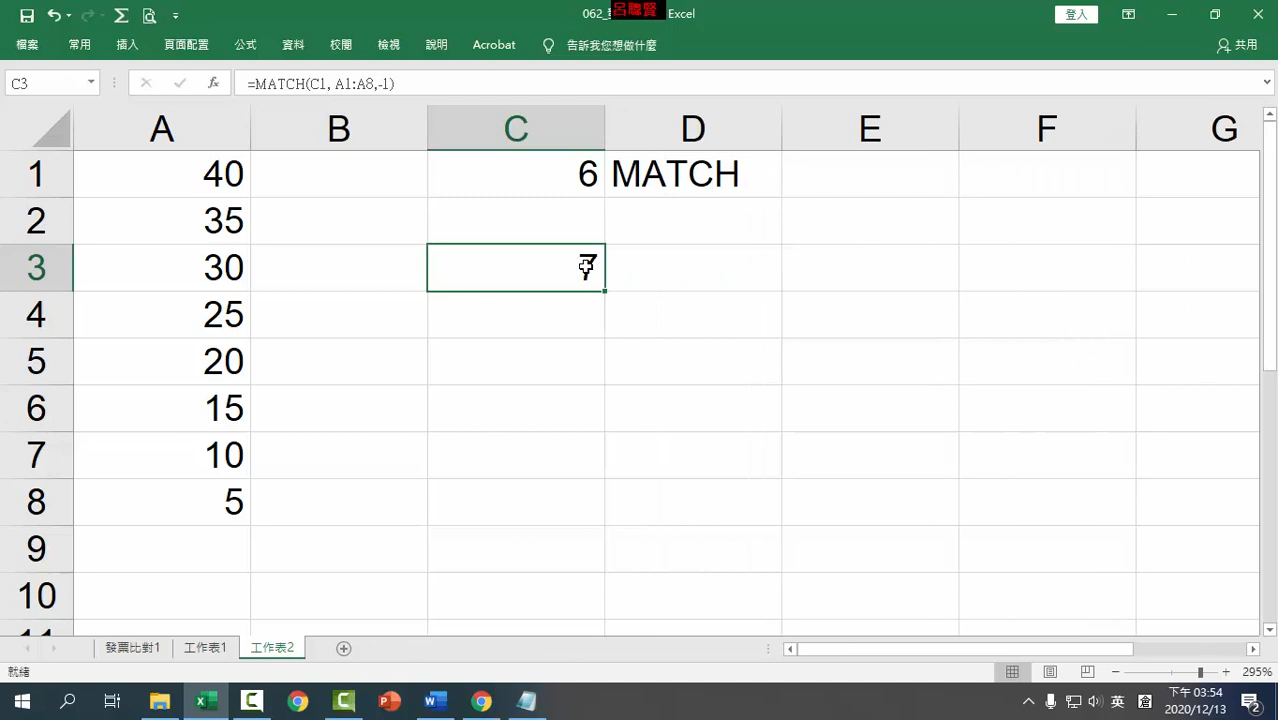 062_ 呂聰賢 Excel
登入
檔案 常用 插入 頁面配置 公式 資料 校閱 檢視 說明 Acrobat 告訴我您想做什麼 共用
C3 fx =MATCH(C1, A1:A8,-1)
A B C D E F G
1 40 6 MATCH
2 35
3 30 7
4 25
5 20
6 15
7 10
8 5
9
10
11
發票比對1 工作表1 工作表2
就緒 295%
英 下午 03:54
2020/12/13 2